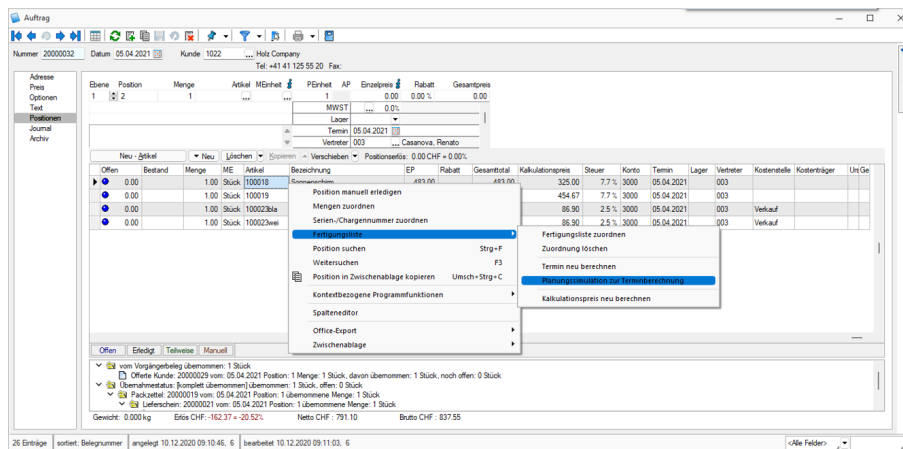 Auftrag
Nummer 20000032 Datum 05.04.2021 Kunde 1022 ... Holz Company
Tel: +41 41 125 55 20 Fax:
Adresse
Preis
Optionen
Text
Positionen
Journal
Archiv
Ebene Position Menge Artikel MEinheit PEinheit AP Einzelpreis Rabatt Gesamtpreis
1 2 1 ... ... 1 0.00 0.00 % 0.00
MWST ... 0.0%
Lager
Termin 05.04.2021
Vertreter 003 ... Casanova, Renato
Neu - Artikel Neu Löschen Kopieren Verschieben Positionserlös: 0.00 CHF = 0.00%
Offen Bestand Menge ME Artikel Bezeichnung EP Rabatt Gesamttotal Kalkulationspreis Steuer Konto Termin Lager Vertreter Kostenstelle Kostenträger Uri Ge
0.00 1.00 Stück 100018 Sonnenschirm 483.00 483.00 325.00 7.7 % 3000 05.04.2021 003
0.00 1.00 Stück 100019 454.67 7.7 % 3000 05.04.2021 003
0.00 1.00 Stück 100023bla 86.90 2.5 % 3000 05.04.2021 003 Verkauf
0.00 1.00 Stück 100023wei 86.90 2.5 % 3000 05.04.2021 003 Verkauf
Position manuell erledigen
Mengen zuordnen
Serien-/Chargennummer zuordnen
Fertigungsliste
Position suchen Strg+F
Weitersuchen F3
Position in Zwischenablage kopieren Umsch+Strg+C
Kontextbezogene Programmfunktionen
Spalteneditor
Office-Export
Zwischenablage
Fertigungsliste zuordnen
Zuordnung löschen
Termin neu berechnen
Planungssimulation zur Terminberechnung
Kalkulationspreis neu berechnen
Offen Erledigt Teilweise Manuell
vom Vorgängerbeleg übernommen: 1 Stück
Offerte Kunde: 20000029 vom: 05.04.2021 Position: 1 Menge: 1 Stück, davon übernommen: 1 Stück, noch offen: 0 Stück
Übernahmestatus: [komplett übernommen] übernommen: 1 Stück, offen: 0 Stück
Packzettel: 20000019 vom: 05.04.2021 Position: 1 übernommene Menge: 1 Stück
Lieferschein: 20000021 vom: 05.04.2021 Position: 1 übernommene Menge: 1 Stück
Gewicht: 0.000 kg Erlös CHF: -162.37 = -20.52% Netto CHF : 791.10 Brutto CHF : 837.55
26 Einträge sortiert: Belegnummer angelegt 10.12.2020 09:10:46, 6 bearbeitet 10.12.2020 09:11:03, 6 <Alle Felder>